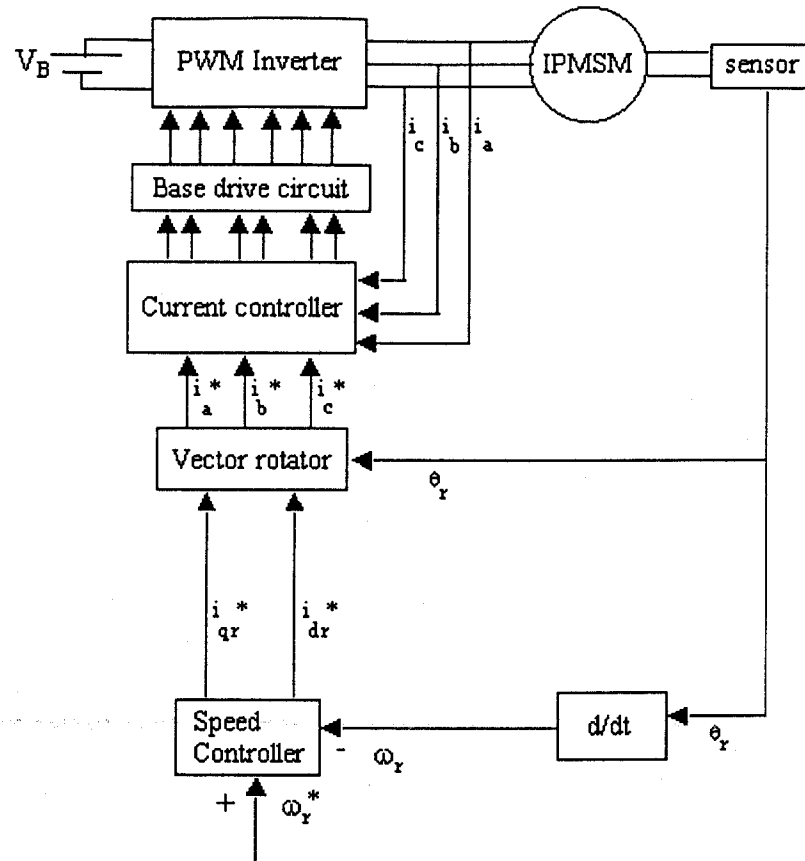 V_B
PWM Inverter
IPMSM
sensor
i_c i_b i_a
Base drive circuit
Current controller
i_a* i_b* i_c*
Vector rotator
θ_r
i_qr* i_dr*
Speed
Controller
d/dt
- ω_r
θ_r
+ ω_r*